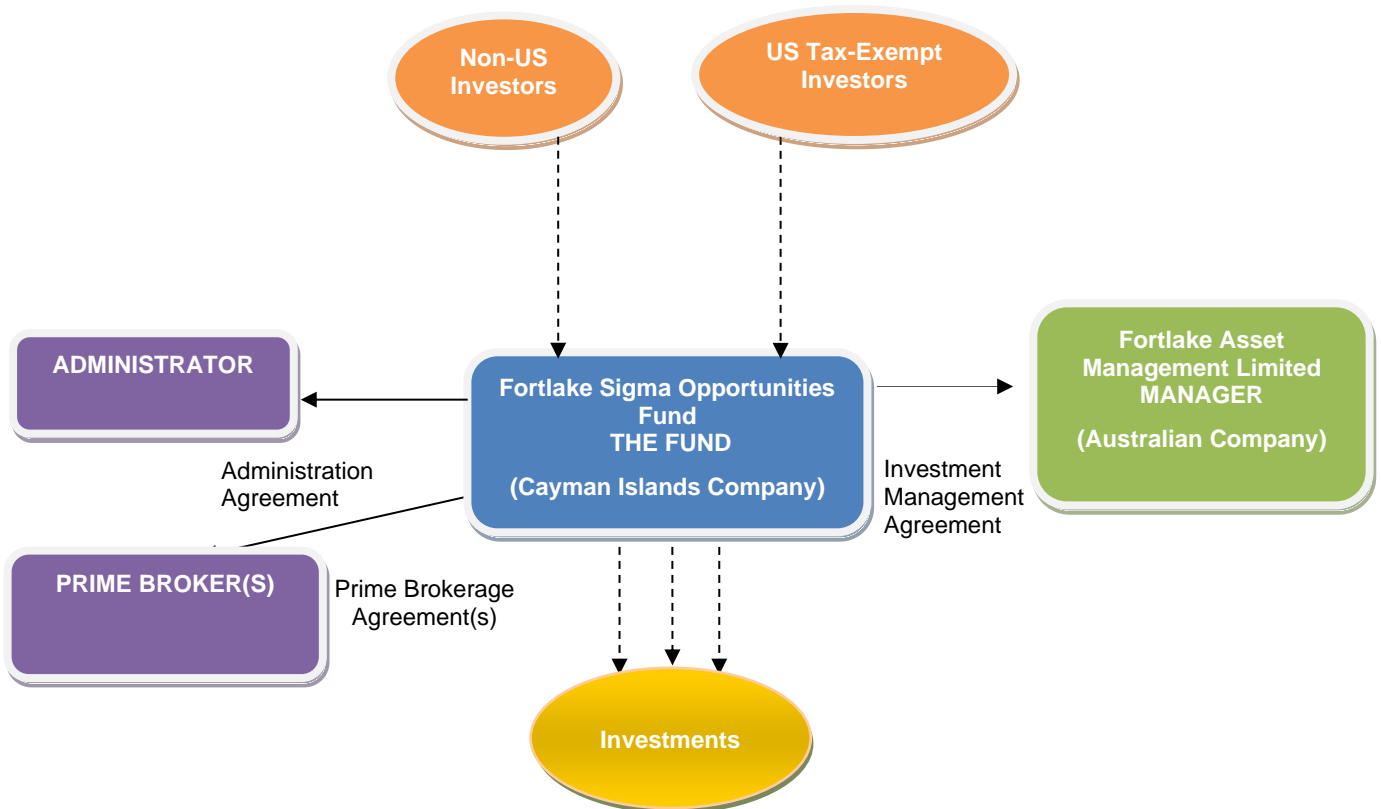 Non-US
Investors
US Tax-Exempt
Investors
ADMINISTRATOR
Fortlake Sigma Opportunities
Fund
THE FUND
(Cayman Islands Company)
Fortlake Asset
Management Limited
MANAGER
(Australian Company)
Administration
Agreement
Investment
Management
Agreement
PRIME BROKER(S)
Prime Brokerage
Agreement(s)
Investments